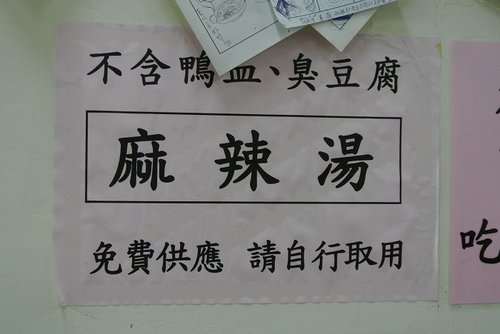 不含鴨血、臭豆腐
麻辣湯
免費供應 請自行取用
吃